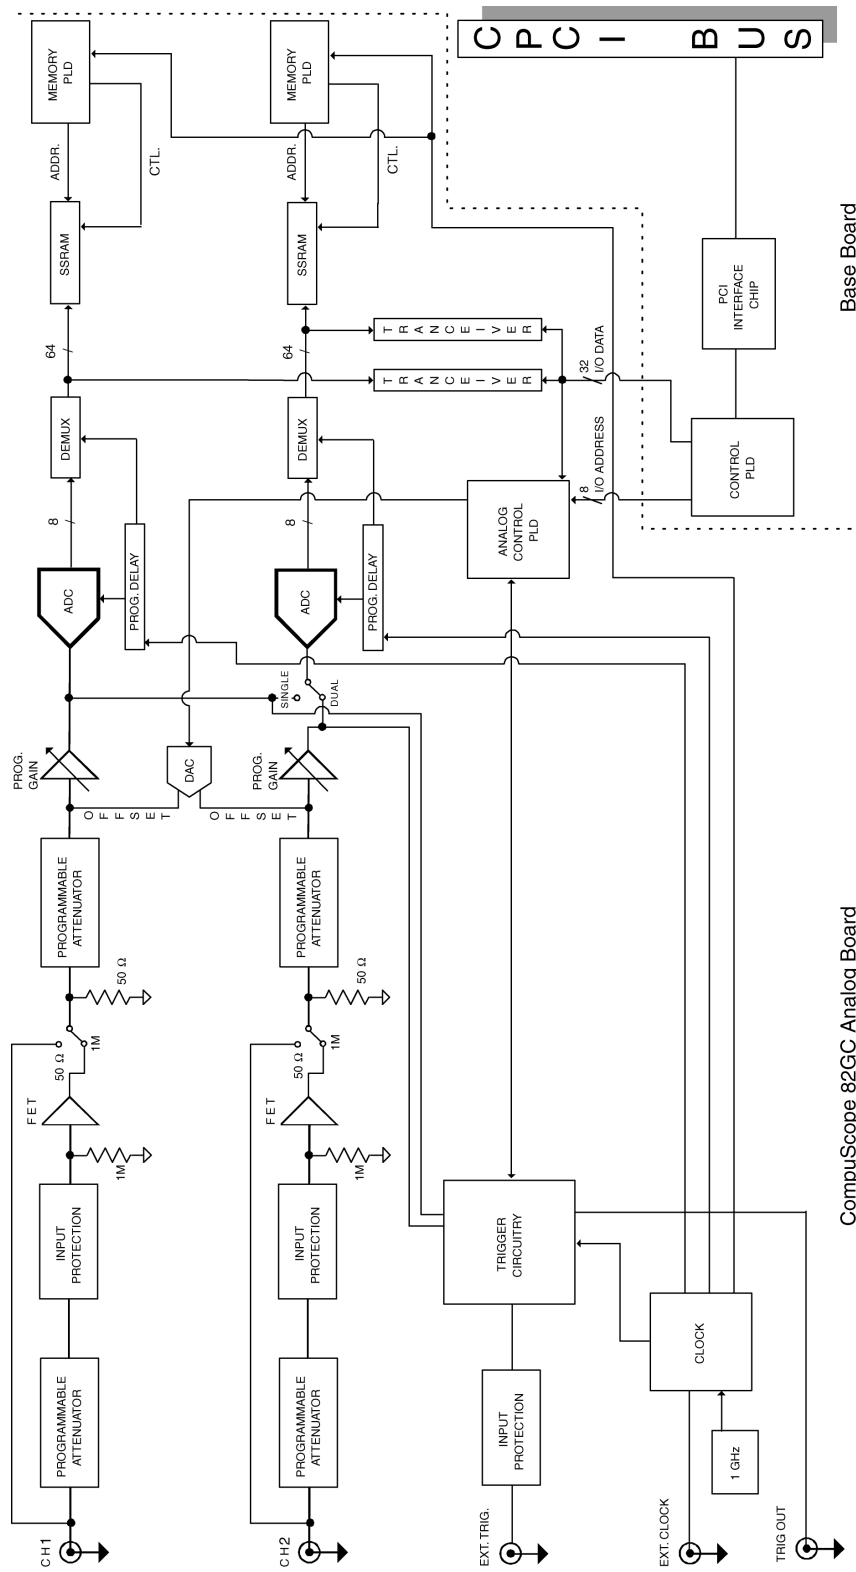 CH1
PROGRAMMABLE
ATTENUATOR
INPUT
PROTECTION
1M
FET
50 Ω
1M
50 Ω
PROGRAMMABLE
ATTENUATOR
OFFSET
PROG.
GAIN
ADC
PROG. DELAY
8
DEMUX
64
SSRAM
ADDR.
CTL.
MEMORY
PLD
CH2
PROGRAMMABLE
ATTENUATOR
INPUT
PROTECTION
1M
FET
50 Ω
1M
50 Ω
PROGRAMMABLE
ATTENUATOR
OFFSET
DAC
PROG.
GAIN
SINGLE
DUAL
ADC
PROG. DELAY
8
DEMUX
64
SSRAM
ADDR.
CTL.
MEMORY
PLD
TRANCEIVER
TRANCEIVER
EXT. TRIG.
INPUT
PROTECTION
TRIGGER
CIRCUITRY
ANALOG
CONTROL
PLD
8
I/O ADDRESS
32
I/O DATA
EXT. CLOCK
1 GHz
CLOCK
TRIG OUT
CONTROL
PLD
PCI
INTERFACE
CHIP
CPCI BUS
CompuScope 82GC Analog Board
Base Board